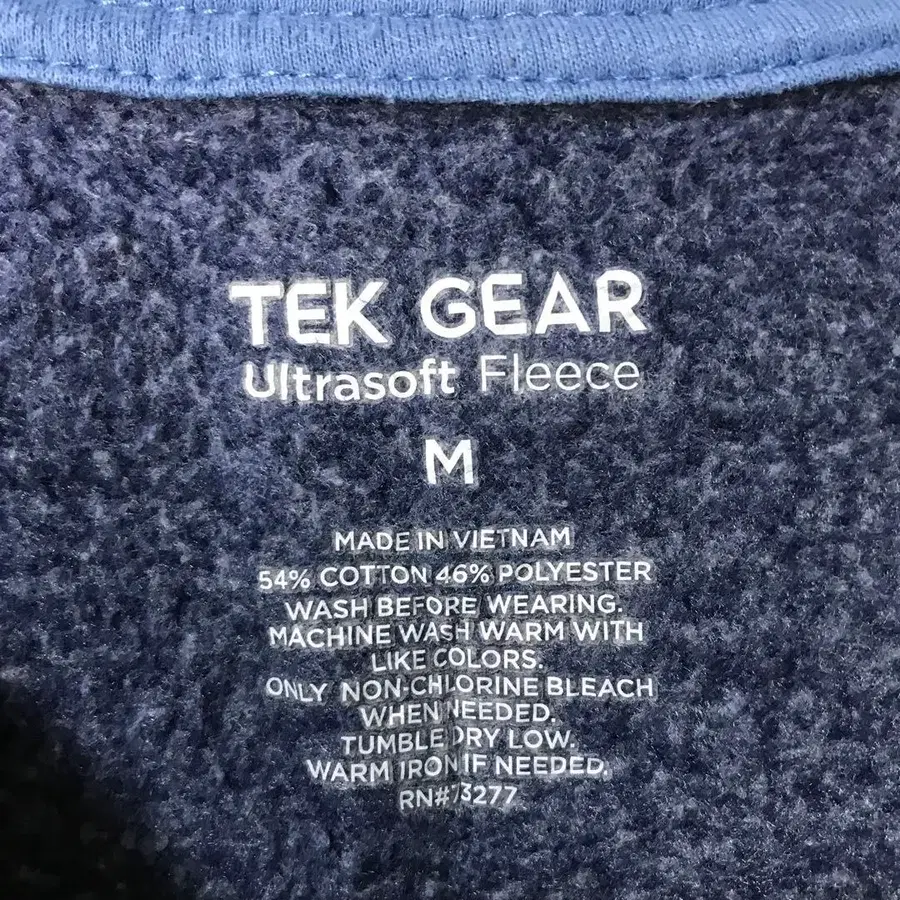 TEK GEAR
Ultrasoft Fleece
M
MADE IN VIETNAM
54% COTTON 46% POLYESTER
WASH BEFORE WEARING.
MACHINE WASH WARM WITH
LIKE COLORS.
ONLY NON-CHLORINE BLEACH
WHEN NEEDED.
TUMBLE DRY LOW.
WARM IRON IF NEEDED.
RN#73277